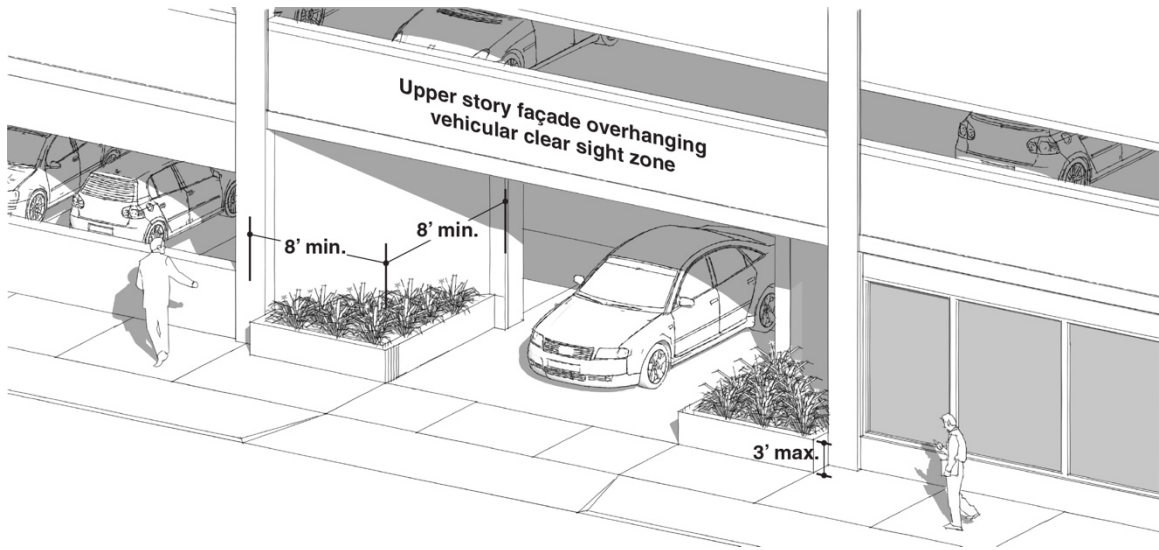 Upper story façade overhanging
vehicular clear sight zone
8’ min.
8’ min.
3’ max.